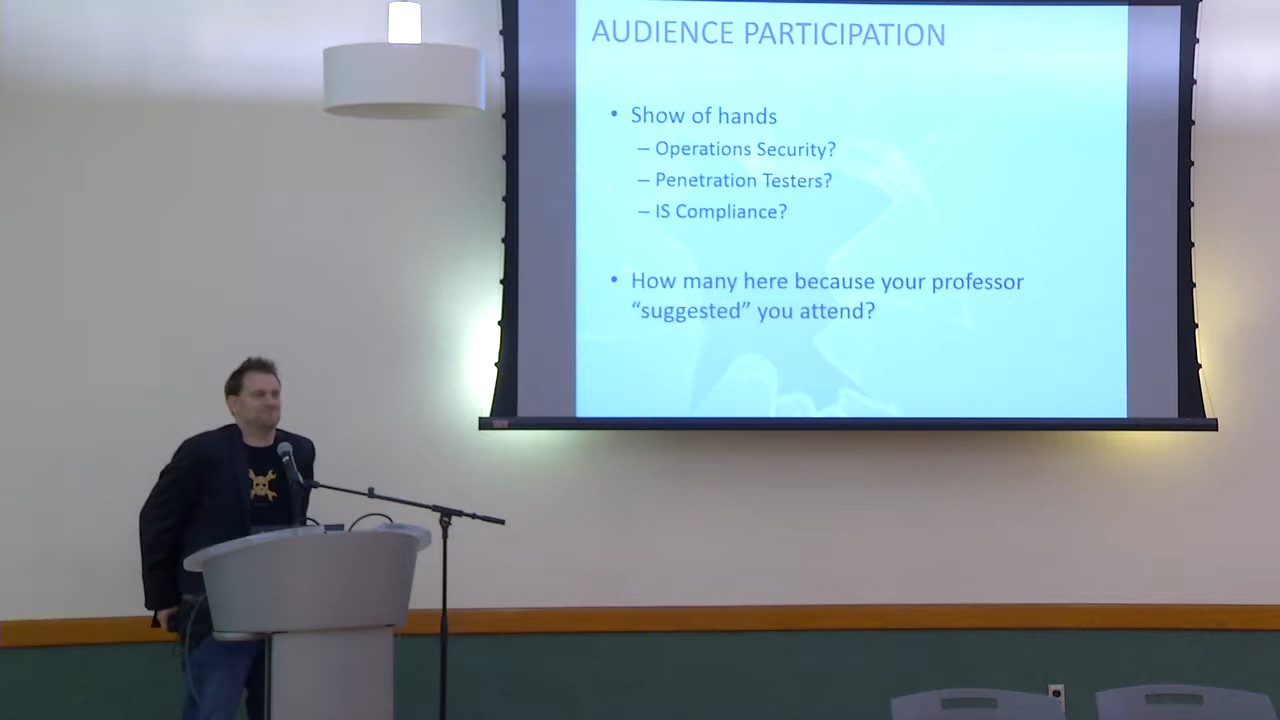 AUDIENCE PARTICIPATION
• Show of hands
– Operations Security?
– Penetration Testers?
– IS Compliance?
• How many here because your professor
“suggested” you attend?